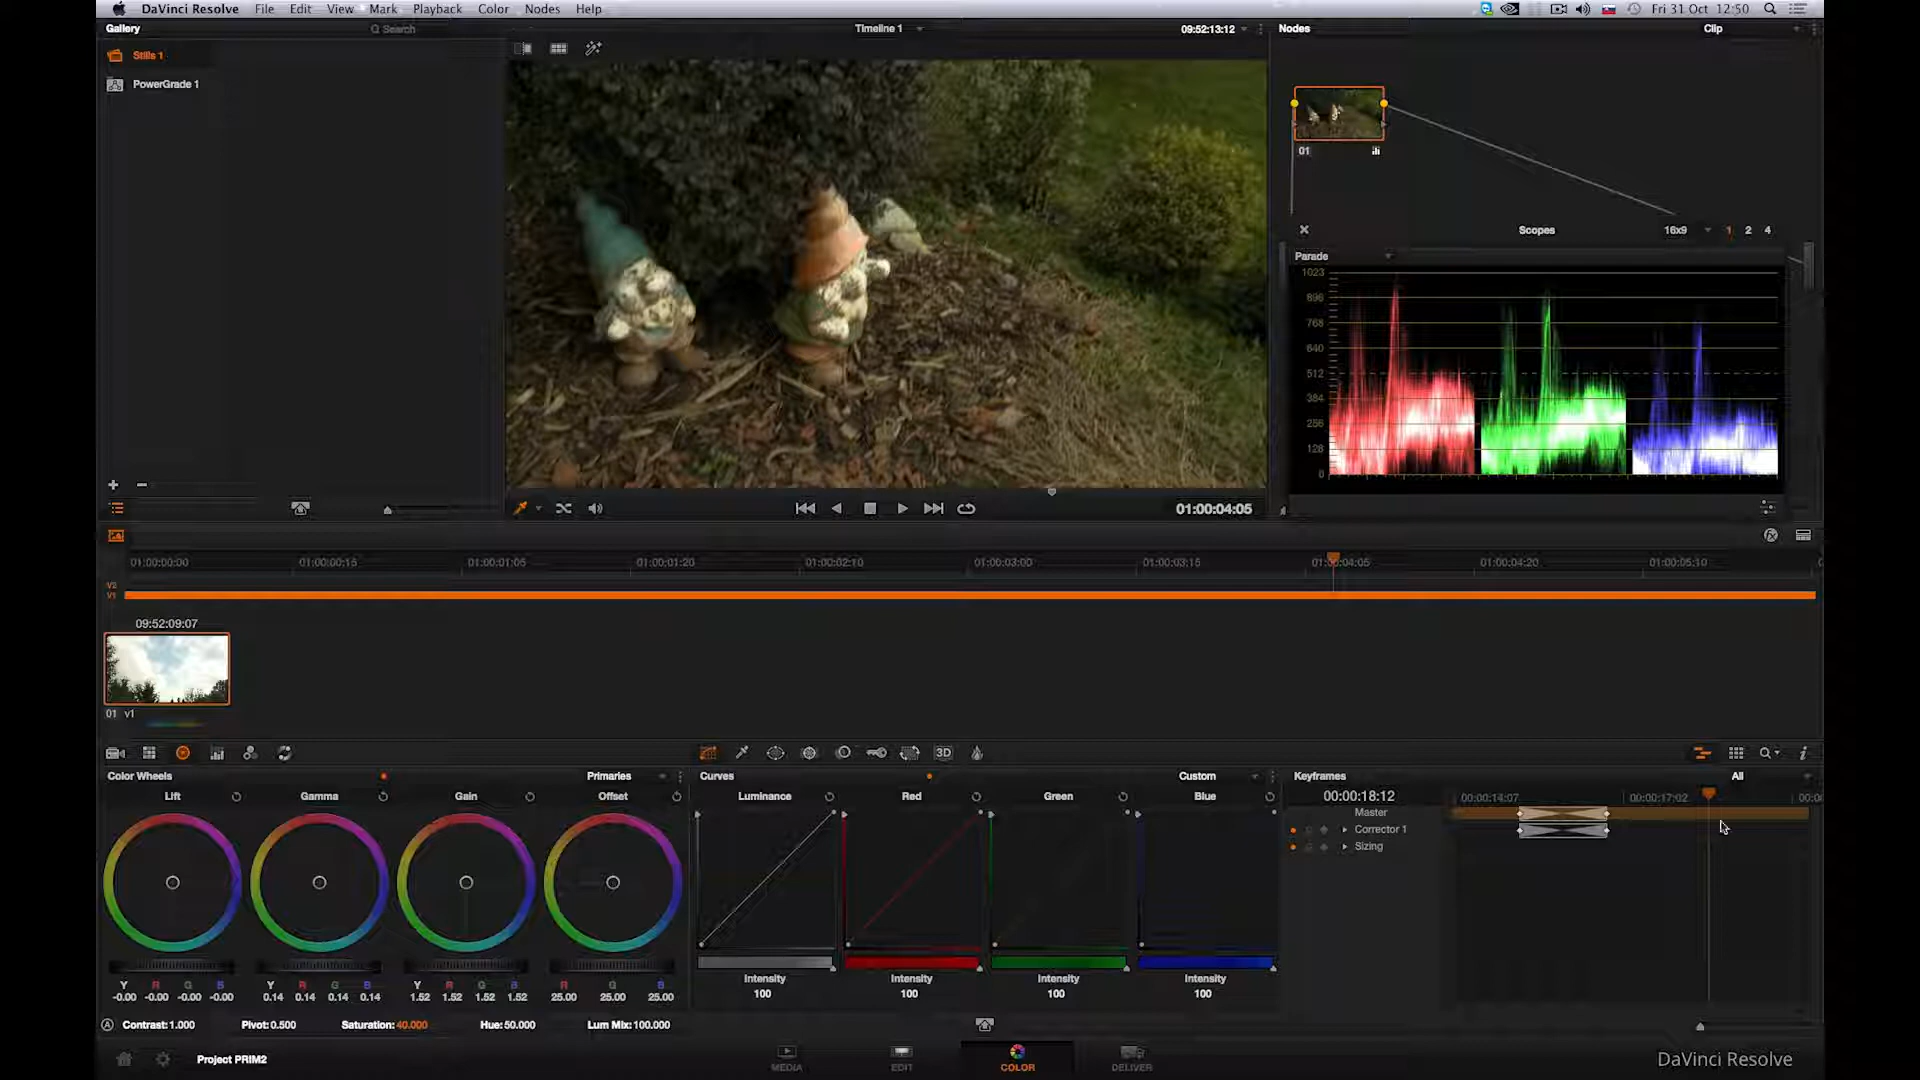 DaVinci Resolve File Edit View Mark Playback Color Nodes Help Fri 31 Oct 12:50
Gallery Search Timeline 1 09:52:13:12 Nodes Clip
Stills 1
PowerGrade 1
01
Scopes 16x9 1 2 4
Parade
1023
896
768
640
512
384
256
128
0
01:00:04:05
01:00:00:00 01:00:00:15 01:00:01:05 01:00:01:20 01:00:02:10 01:00:03:00 01:00:03:15 01:00:04:05 01:00:04:20 01:00:05:10
V2
V1
09:52:09:07
01 v1
3D
Color Wheels Primaries Curves Custom Keyframes All
Lift Gamma Gain Offset Luminance Red Green Blue 00:00:18:12 00:00:14:07 00:00:17:02
Master
Corrector 1
Sizing
Intensity Intensity Intensity Intensity
Y R G B Y R G B Y R G B R G B
-0.00 -0.00 -0.00 -0.00 0.14 0.14 0.14 0.14 1.52 1.52 1.52 1.52 25.00 25.00 25.00 100 100 100 100
A Contrast:1.000 Pivot:0.500 Saturation:40.000 Hue:50.000 Lum Mix:100.000
Project PRIM2 MEDIA EDIT COLOR DELIVER DaVinci Resolve